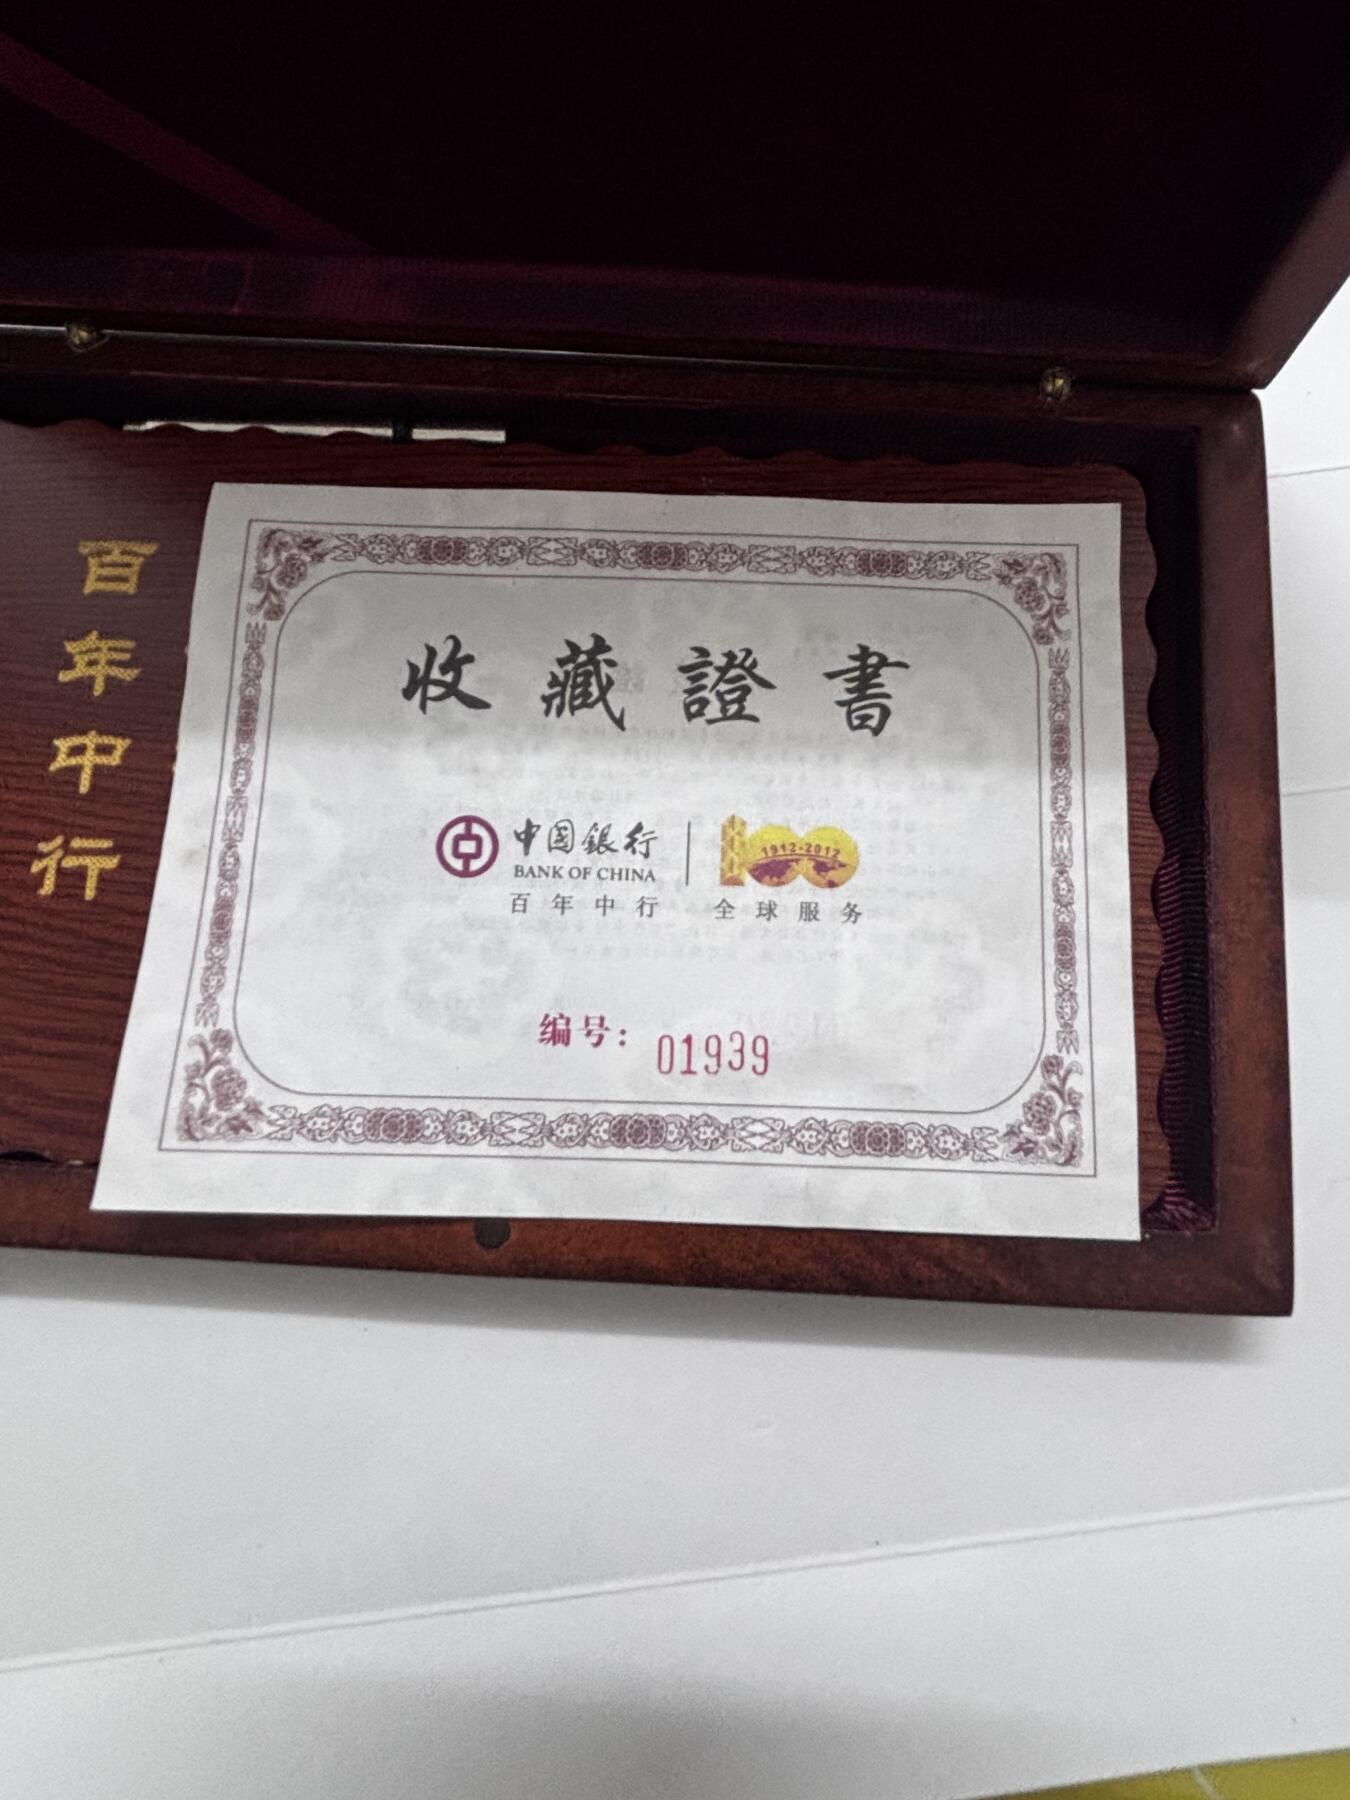 百年中行
收藏證書
中国銀行
BANK OF CHINA
1912-2012
百年中行 全球服务
编号: 01939